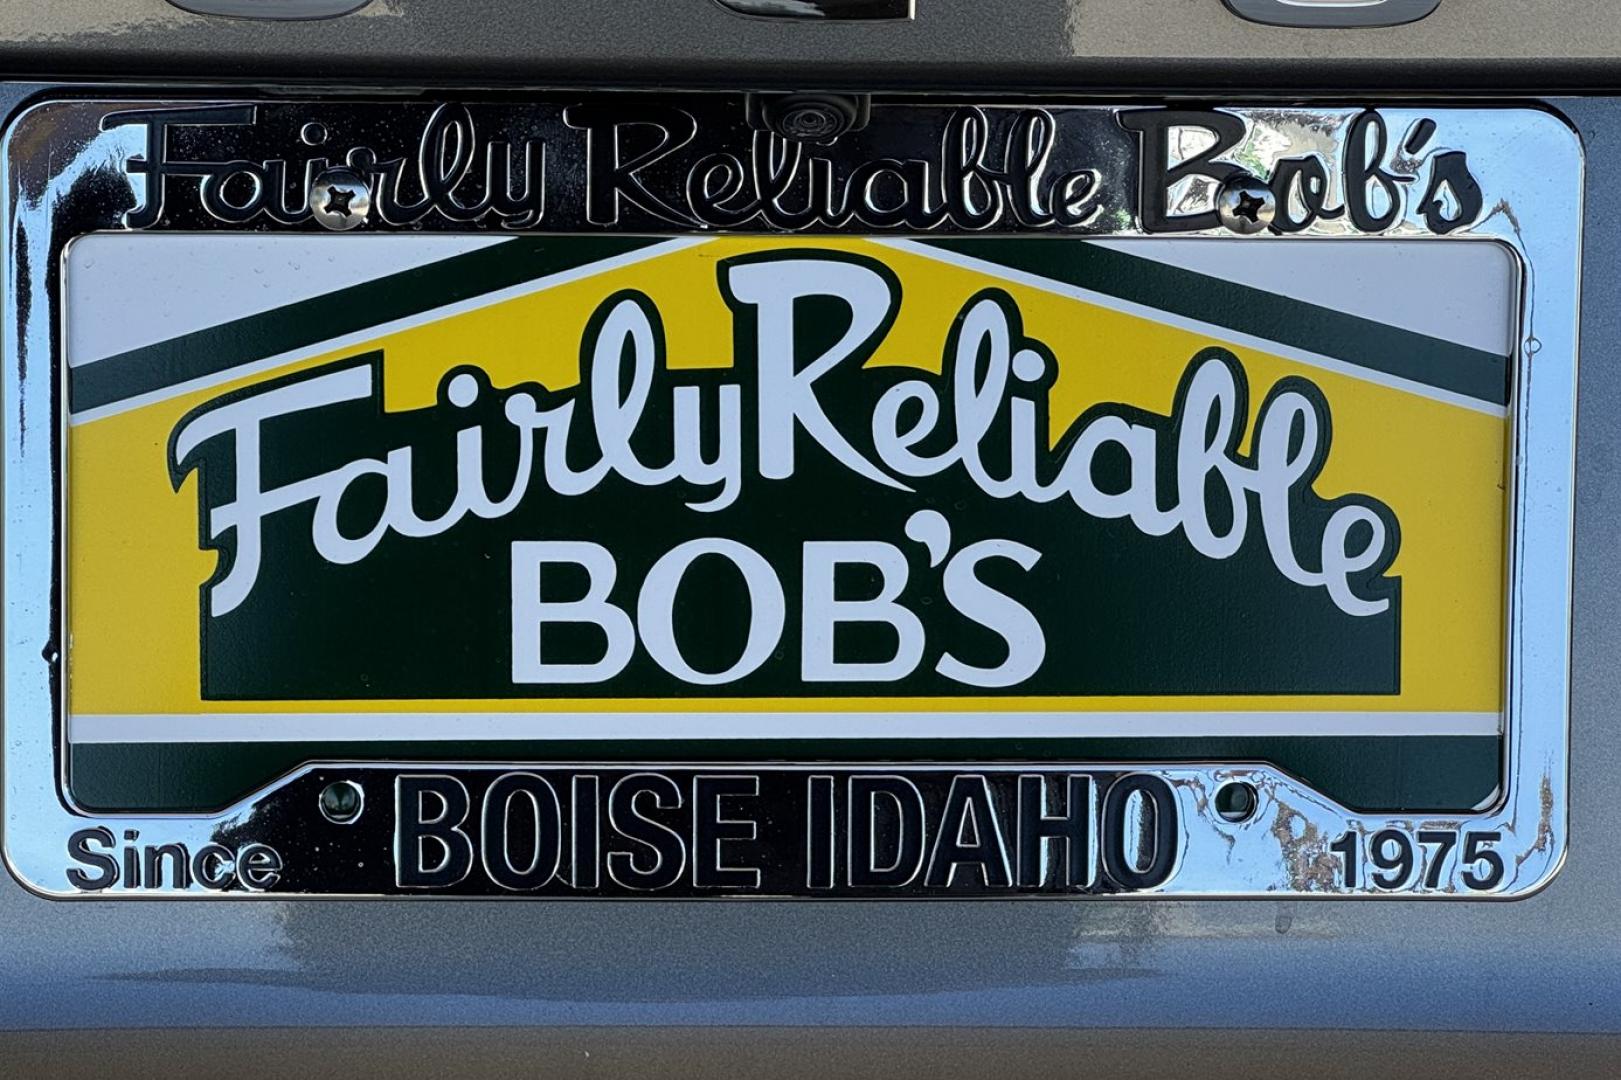 Fairly Reliable Bob's
Fairly Reliable
BOB'S
BOISE IDAHO
Since 1975